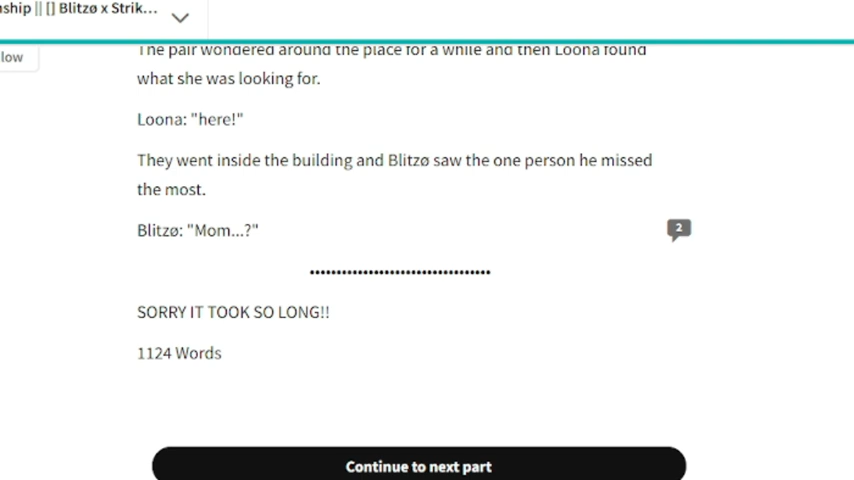 ship || [] Blitzø x Strik...
low
The pair wondered around the place for a while and then Loona found
what she was looking for.
Loona: "here!"
They went inside the building and Blitzø saw the one person he missed
the most.
Blitzø: "Mom...?"
2
••••••••••••••••••••••••••••••••••
SORRY IT TOOK SO LONG!!
1124 Words
Continue to next part